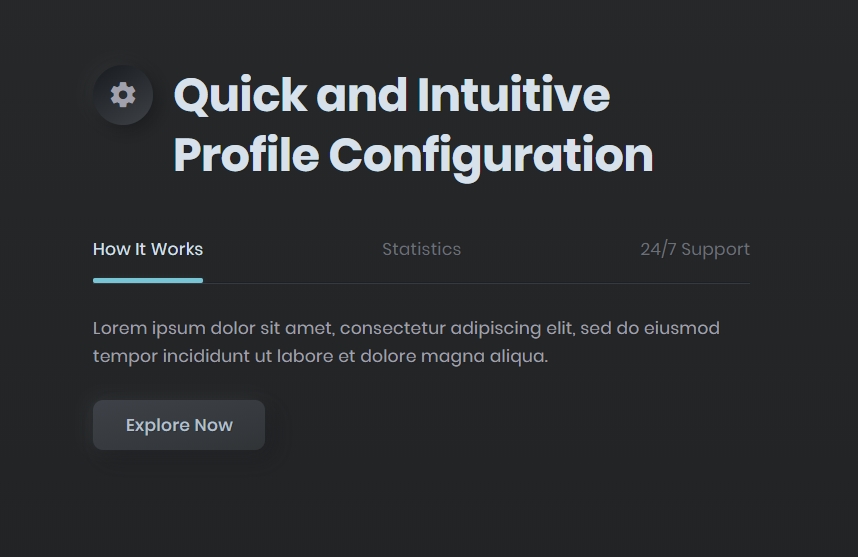 Quick and Intuitive
Profile Configuration
How It Works
Statistics
24/7 Support
Lorem ipsum dolor sit amet, consectetur adipiscing elit, sed do eiusmod
tempor incididunt ut labore et dolore magna aliqua.
Explore Now